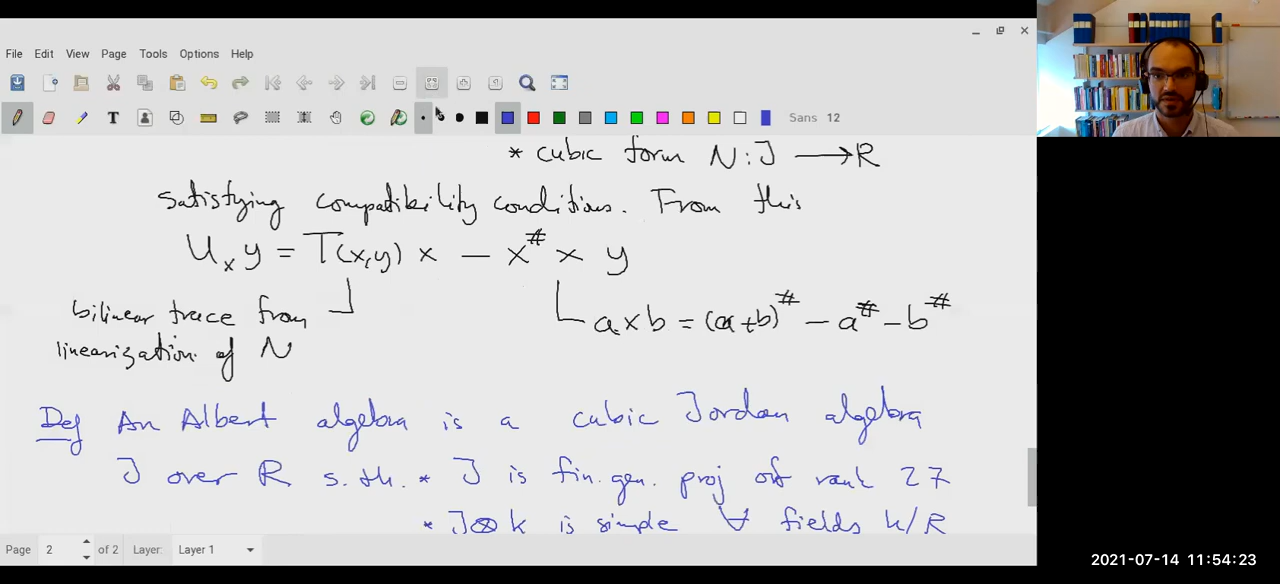 File Edit View Page Tools Options Help
Sans 12
* cubic form N: J ⟶ R
satisfying compatibility conditions. From this
U_x y = T(x,y) x − x^# × y
bilinear trace from
linearization of N
a × b = (a+b)^# − a^# − b^#
Def An Albert algebra is a cubic Jordan algebra
J over R s.th. * J is fin. gen. proj of rank 27
* J⊗k is simple ∀ fields k/R
Page 2 of 2 Layer: Layer 1
2021-07-14 11:54:23